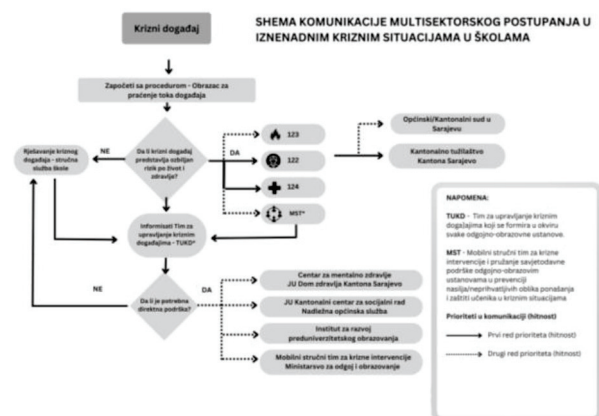 SHEMA KOMUNIKACIJE MULTISEKTORSKOG POSTUPANJA U
IZNENADNIM KRIZNIM SITUACIJAMA U ŠKOLAMA
Krizni događaj
Započeti sa procedurom - Obrazac za
praćenje toka događaja
Da li krizni događaj
predstavlja ozbiljan
rizik po život i
zdravlje?
NE
DA
Rješavanje kriznog
događaja - stručna
služba škole
123
122
124
MST*
Općinski/Kantonalni sud u
Sarajevu
Kantonalno tužilaštvo
Kantona Sarajevo
Informisati Tim za
upravljanje kriznim
događajima - TUKD*
Da li je potrebna
direktna podrška?
NE
DA
Centar za mentalno zdravlje
JU Dom zdravlja Kantona Sarajevo
JU Kantonalni centar za socijalni rad
Nadležna općinska služba
Institut za razvoj
preduniverzitetskog obrazovanja
Mobilni stručni tim za krizne intervencije
Ministarsvo za odgoj i obrazovanje
NAPOMENA:
TUKD - Tim za upravljanje kriznim
događajima koji se formira u okviru
svake odgojno-obrazovne ustanove.
MST - Mobilni stručni tim za krizne
intervencije i pružanje savjetodavne
podrške odgojno-obrazovim
ustanovama u prevenciji
nasilja/neprihvatljivih oblika ponašanja
i zaštiti učenika u kriznim situacijama
Prioriteti u komunikaciji (hitnost)
Prvi red prioriteta (hitnost)
Drugi red prioriteta (hitnost)